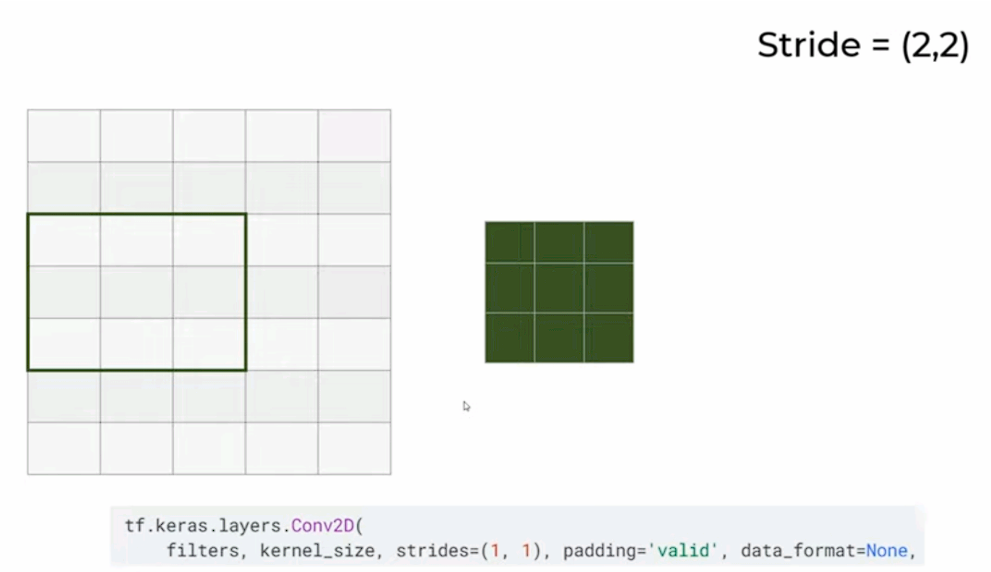 Stride = (2,2)
tf.keras.layers.Conv2D(
filters, kernel_size, strides=(1, 1), padding='valid', data_format=None,